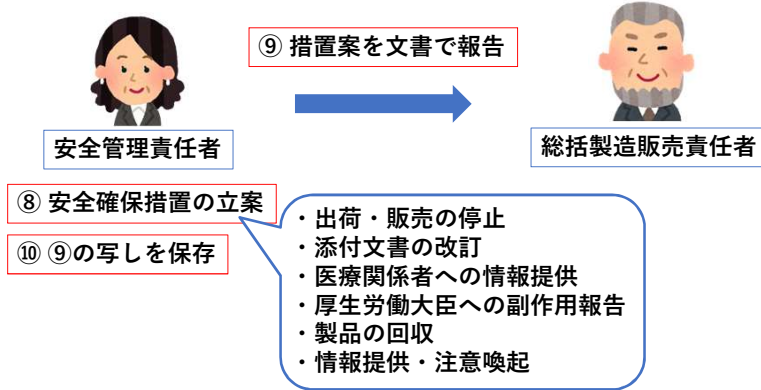 ⑨ 措置案を文書で報告
安全管理責任者
総括製造販売責任者
⑧ 安全確保措置の立案
⑩ ⑨の写しを保存
・出荷・販売の停止
・添付文書の改訂
・医療関係者への情報提供
・厚生労働大臣への副作用報告
・製品の回収
・情報提供・注意喚起